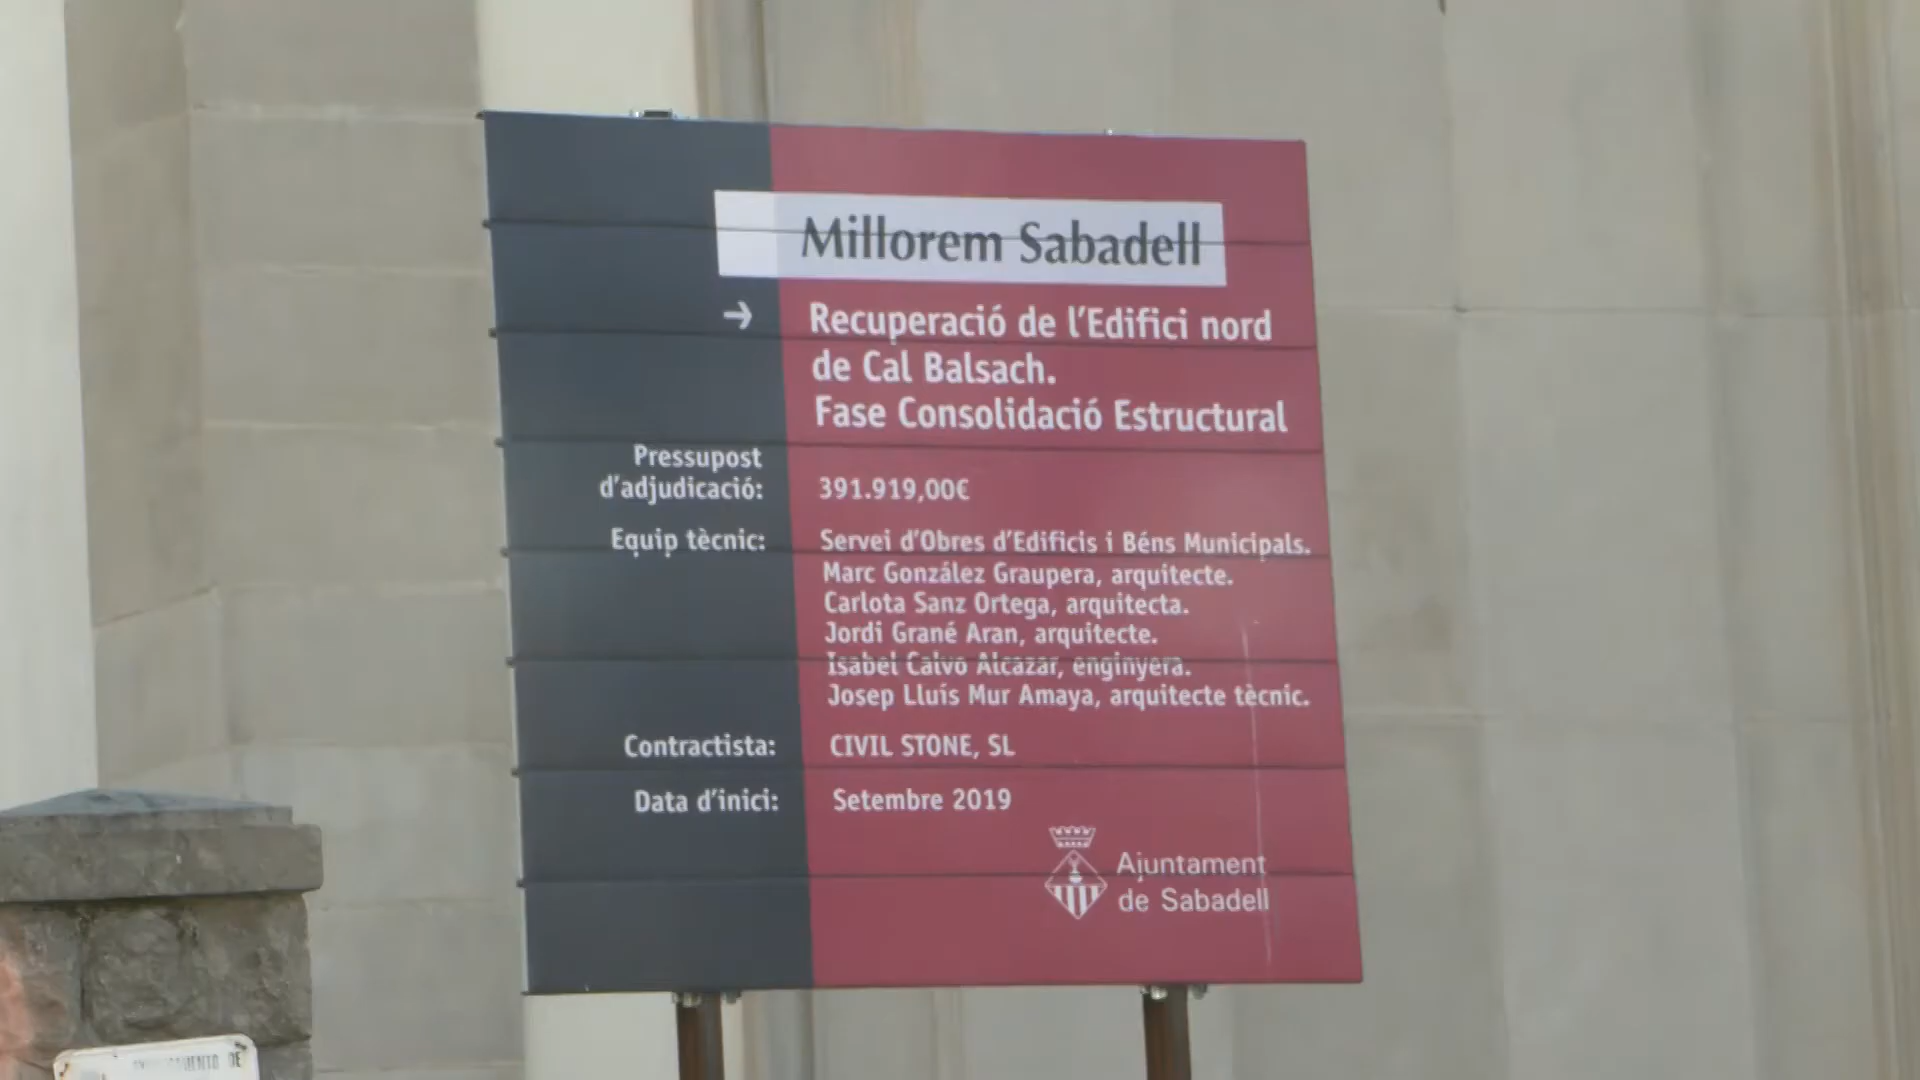 Millorem Sabadell
→ Recuperació de l'Edifici nord
de Cal Balsach.
Fase Consolidació Estructural
Pressupost
d'adjudicació: 391.919,00€
Equip tècnic: Servei d'Obres d'Edificis i Béns Municipals.
Marc González Graupera, arquitecte.
Carlota Sanz Ortega, arquitecta.
Jordi Grané Aran, arquitecte.
Isabel Calvo Alcazar, enginyera.
Josep Lluís Mur Amaya, arquitecte tècnic.
Contractista: CIVIL STONE, SL
Data d'inici: Setembre 2019
Ajuntament
de Sabadell
DE